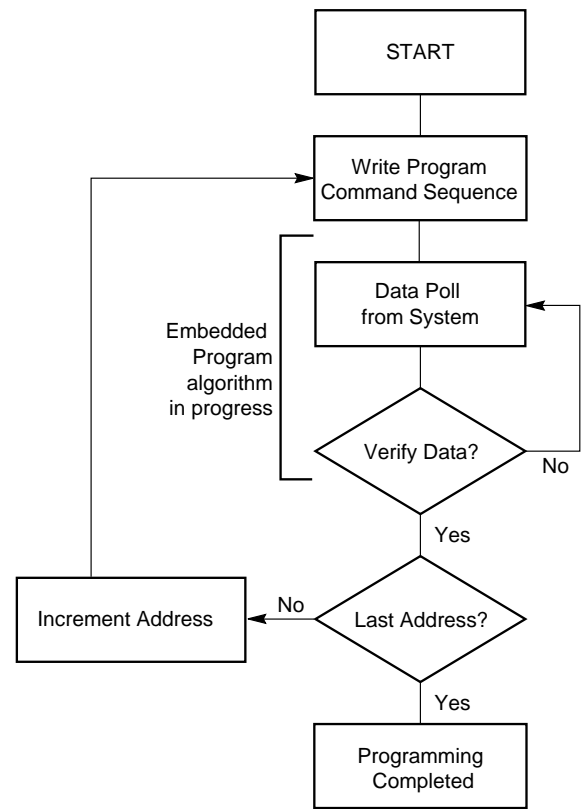 START
Write Program
Command Sequence
Data Poll
from System
Embedded
Program
algorithm
in progress
Verify Data?
No
Yes
No
Increment Address
Last Address?
Yes
Programming
Completed